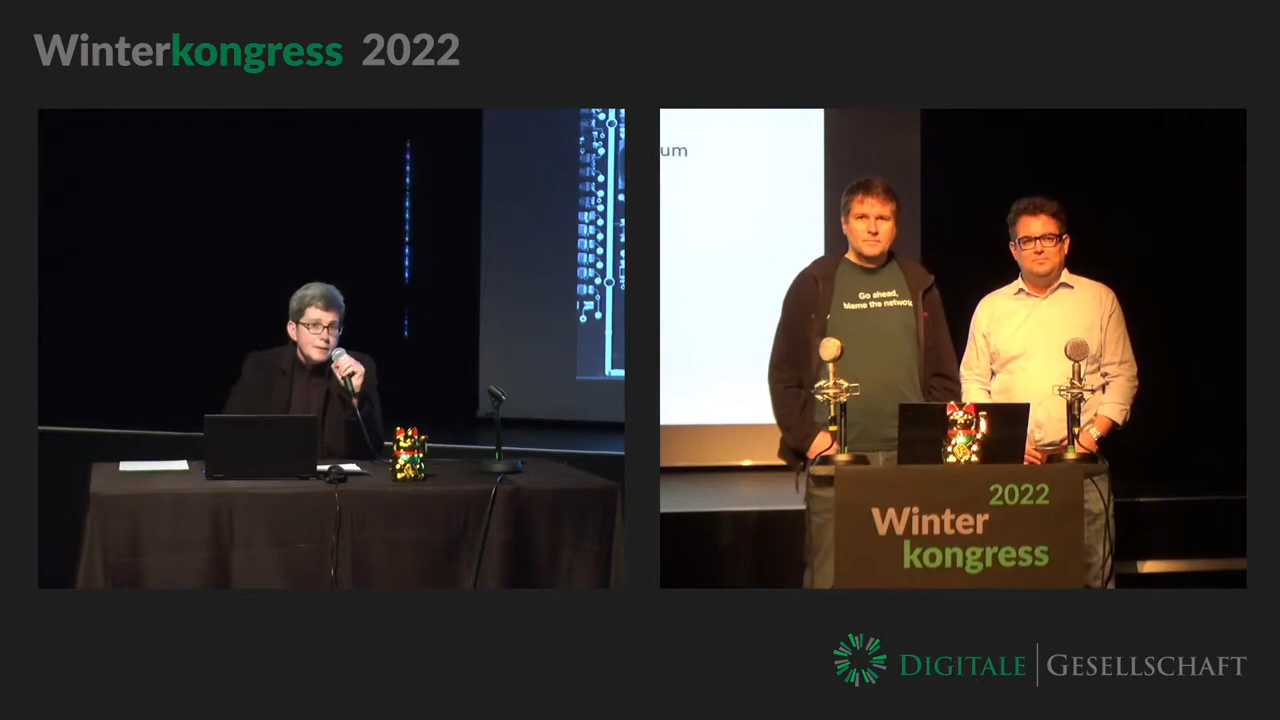 Winterkongress 2022
um
Go ahead,
blame the network
2022
Winter
kongress
DIGITALE GESELLSCHAFT